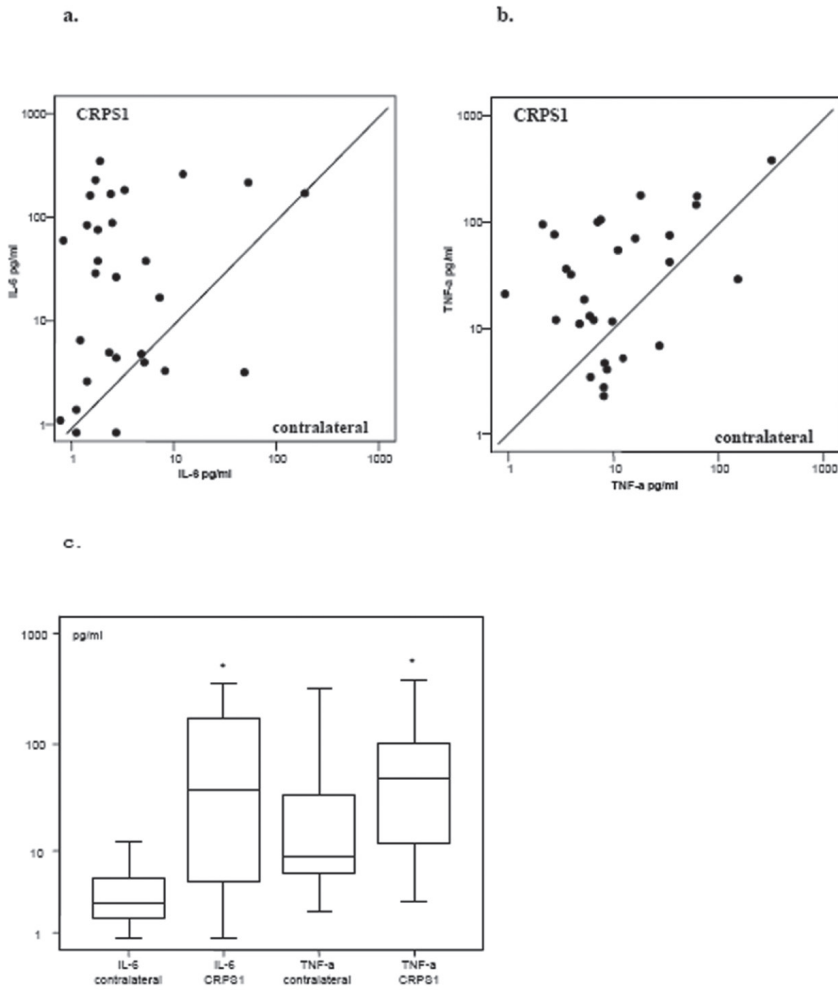 a.
CRPS1
1000
100
10
1
IL-6 pg/ml
contralateral
1 10 100 1000
IL-6 pg/ml
b.
CRPS1
1000
100
10
1
TNF-a pg/ml
contralateral
1 10 100 1000
TNF-a pg/ml
c.
pg/ml
1000
100
10
1
* *
IL-6 IL-6 TNF-a TNF-a
contralateral CRPS1 contralateral CRPS1